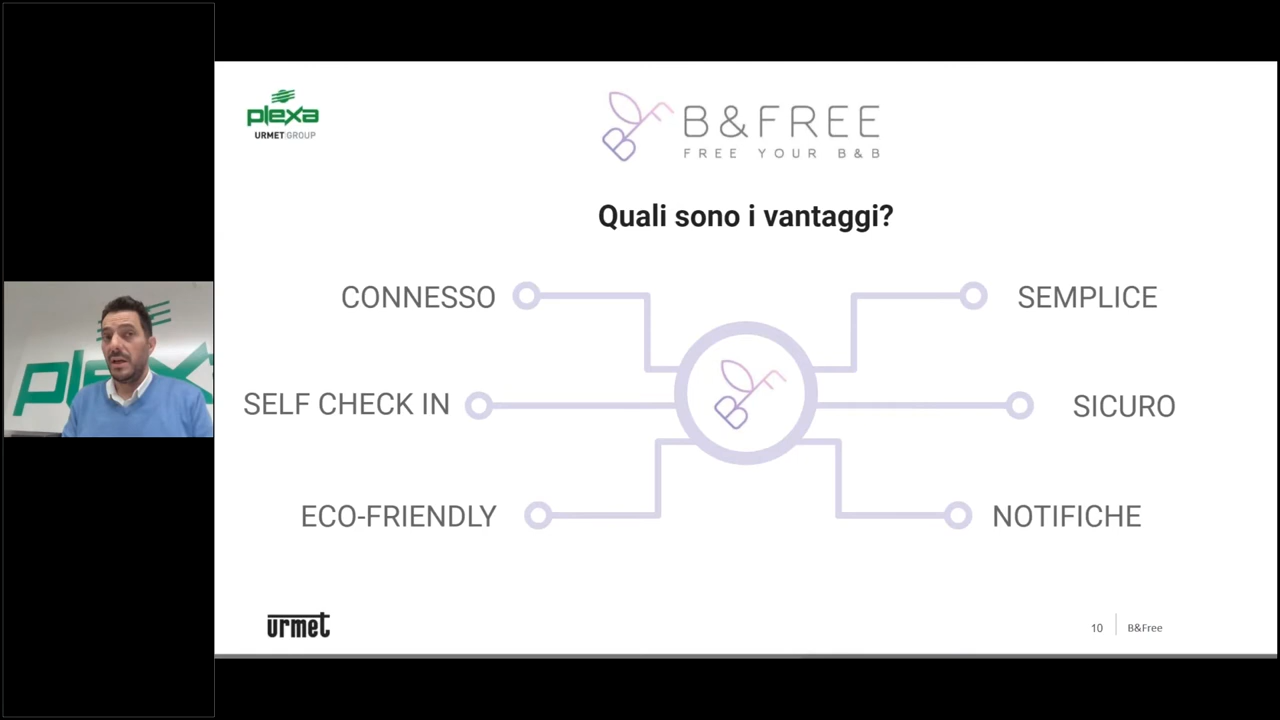 plexa
URMET GROUP
B&FREE
FREE YOUR B&B
Quali sono i vantaggi?
CONNESSO
SEMPLICE
SELF CHECK IN
SICURO
ECO-FRIENDLY
NOTIFICHE
plexa
urmet
10
B&Free